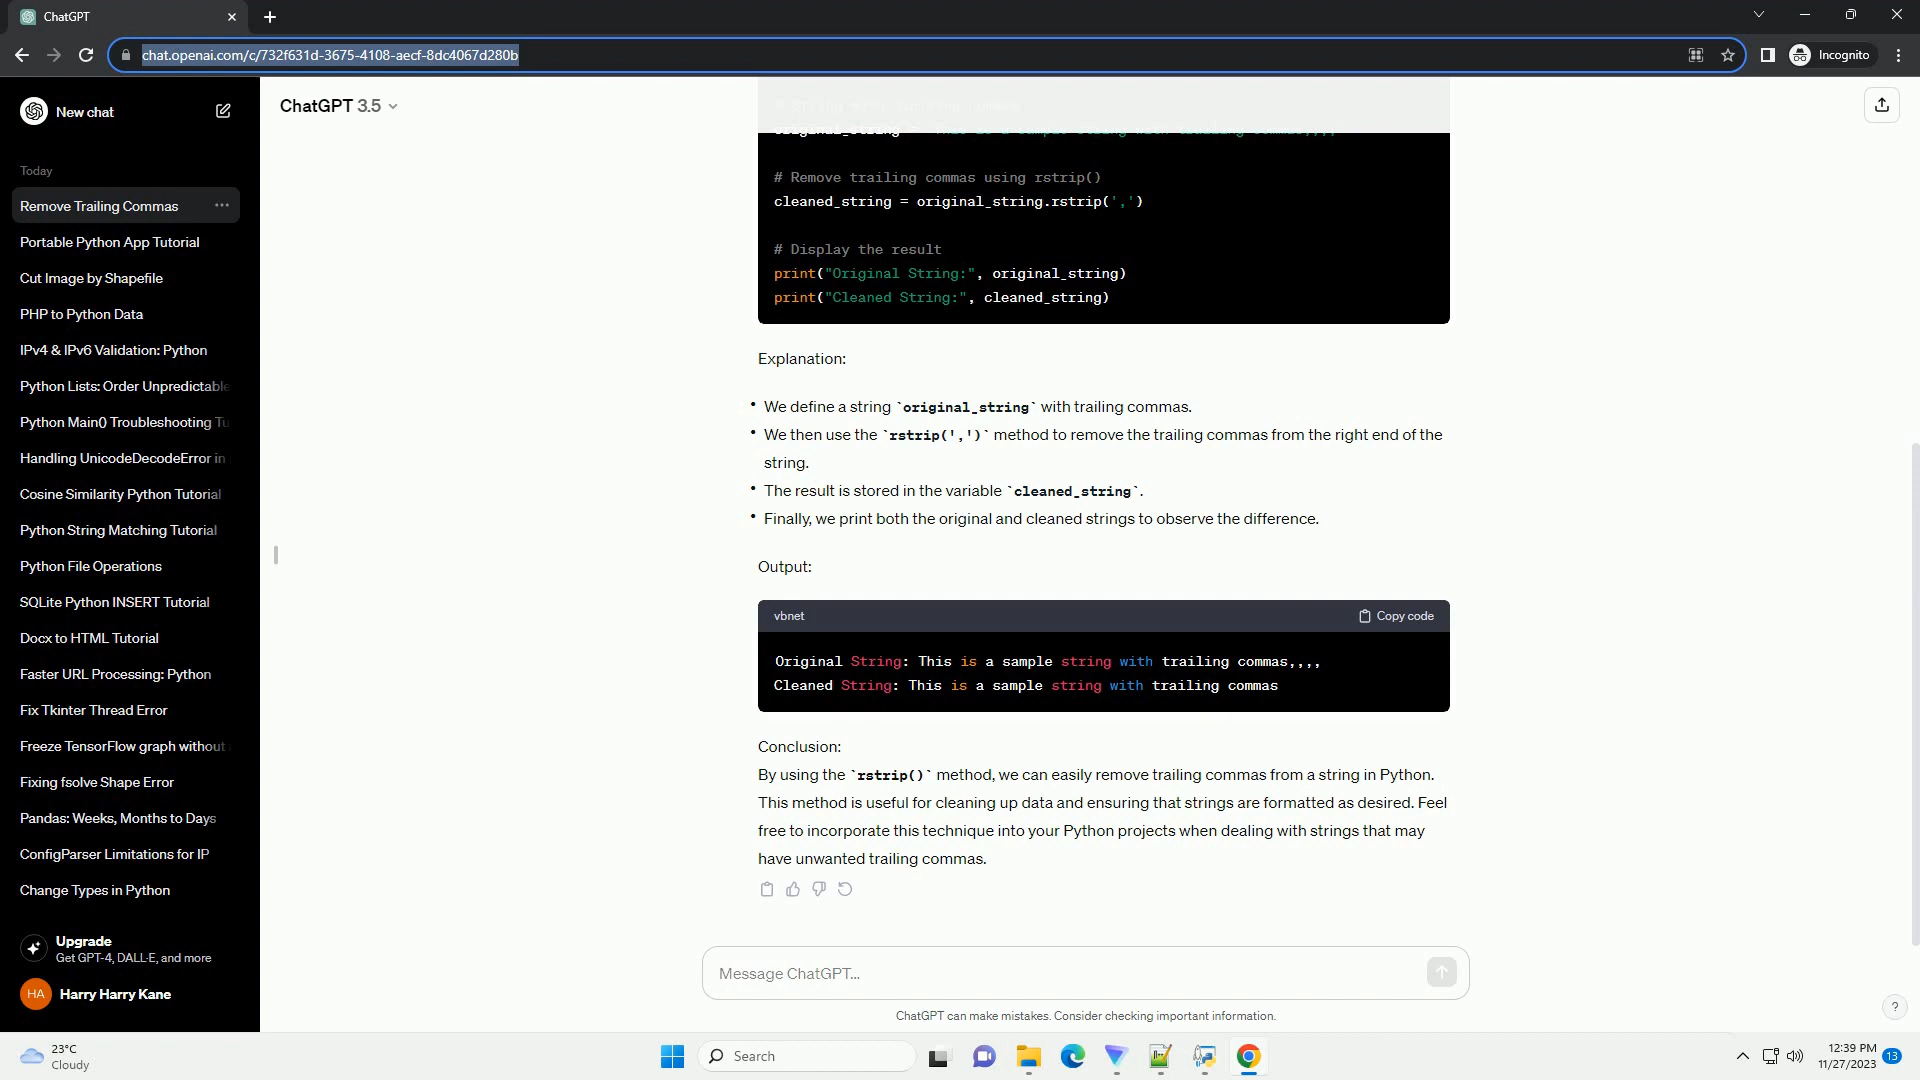 ChatGPT
chat.openai.com/c/732f631d-3675-4108-aecf-8dc4067d280b
Incognito
New chat
ChatGPT 3.5
Today
Remove Trailing Commas
Portable Python App Tutorial
Cut Image by Shapefile
PHP to Python Data
IPv4 & IPv6 Validation: Python
Python Lists: Order Unpredictable
Python Main() Troubleshooting Tu
Handling UnicodeDecodeError in
Cosine Similarity Python Tutorial
Python String Matching Tutorial
Python File Operations
SQLite Python INSERT Tutorial
Docx to HTML Tutorial
Faster URL Processing: Python
Fix Tkinter Thread Error
Freeze TensorFlow graph without
Fixing fsolve Shape Error
Pandas: Weeks, Months to Days
ConfigParser Limitations for IP
Change Types in Python
Upgrade
Get GPT-4, DALL·E, and more
HA Harry Harry Kane
# Remove trailing commas using rstrip()
cleaned_string = original_string.rstrip(',')
# Display the result
print("Original String:", original_string)
print("Cleaned String:", cleaned_string)
Explanation:
• We define a string `original_string` with trailing commas.
• We then use the `rstrip(',')` method to remove the trailing commas from the right end of the
string.
• The result is stored in the variable `cleaned_string`.
• Finally, we print both the original and cleaned strings to observe the difference.
Output:
vbnet
Copy code
Original String: This is a sample string with trailing commas,,,,
Cleaned String: This is a sample string with trailing commas
Conclusion:
By using the `rstrip()` method, we can easily remove trailing commas from a string in Python.
This method is useful for cleaning up data and ensuring that strings are formatted as desired. Feel
free to incorporate this technique into your Python projects when dealing with strings that may
have unwanted trailing commas.
Message ChatGPT...
ChatGPT can make mistakes. Consider checking important information.
?
23°C
Cloudy
Search
12:39 PM
11/27/2023
13